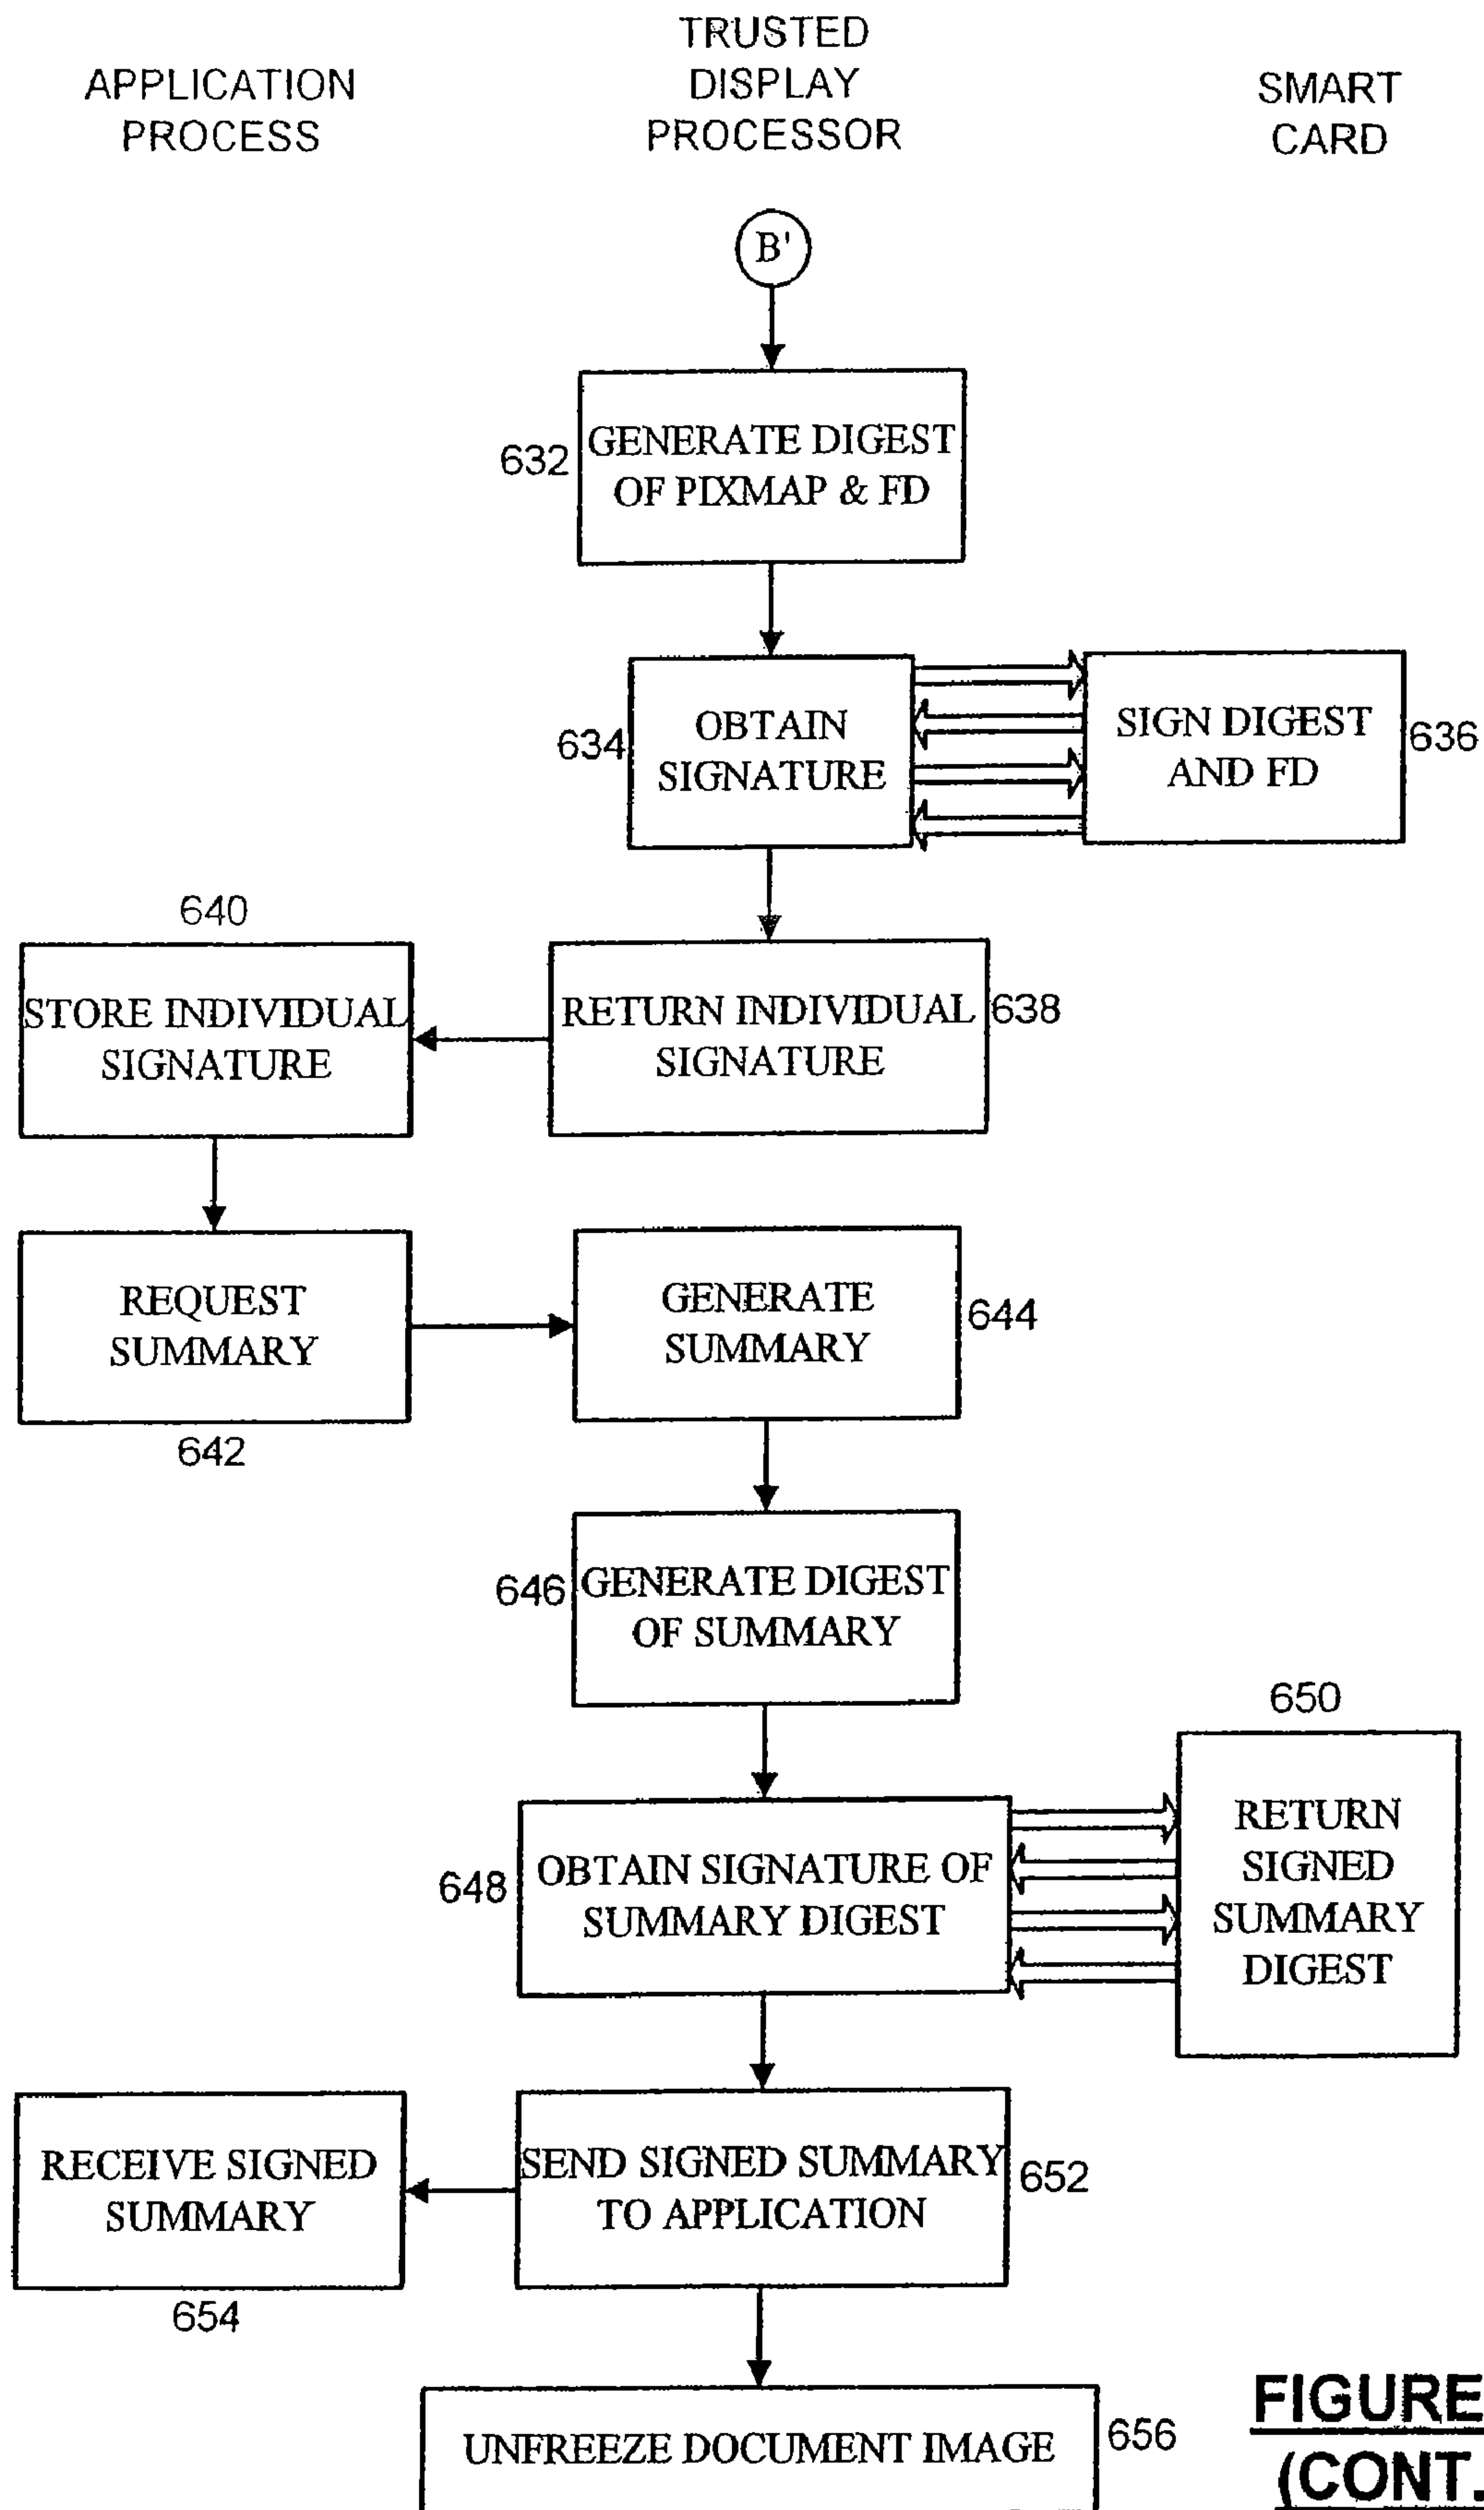 APPLICATION
PROCESS
TRUSTED
DISPLAY
PROCESSOR
SMART
CARD
B'
632
GENERATE DIGEST
OF PIXMAP & FD
634
OBTAIN
SIGNATURE
SIGN DIGEST
AND FD
636
640
STORE INDIVIDUAL
SIGNATURE
RETURN INDIVIDUAL
SIGNATURE
638
REQUEST
SUMMARY
642
GENERATE
SUMMARY
644
646
GENERATE DIGEST
OF SUMMARY
648
OBTAIN SIGNATURE OF
SUMMARY DIGEST
650
RETURN
SIGNED
SUMMARY
DIGEST
RECEIVE SIGNED
SUMMARY
654
SEND SIGNED SUMMARY
TO APPLICATION
652
UNFREEZE DOCUMENT IMAGE
656
FIGURE
(CONT.